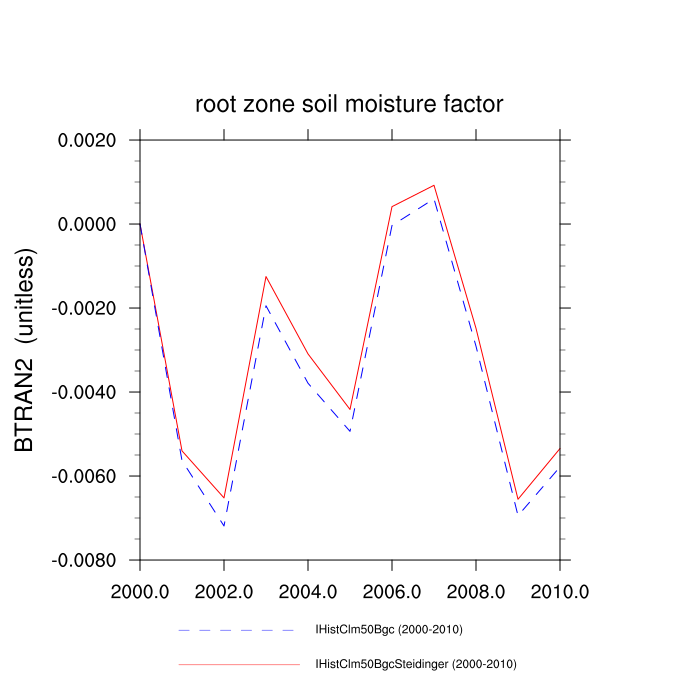 root zone soil moisture factor
0.0020
0.0000
-0.0020
-0.0040
-0.0060
-0.0080
BTRAN2 (unitless)
2000.0 2002.0 2004.0 2006.0 2008.0 2010.0
IHistClm50Bgc (2000-2010)
IHistClm50BgcSteidinger (2000-2010)